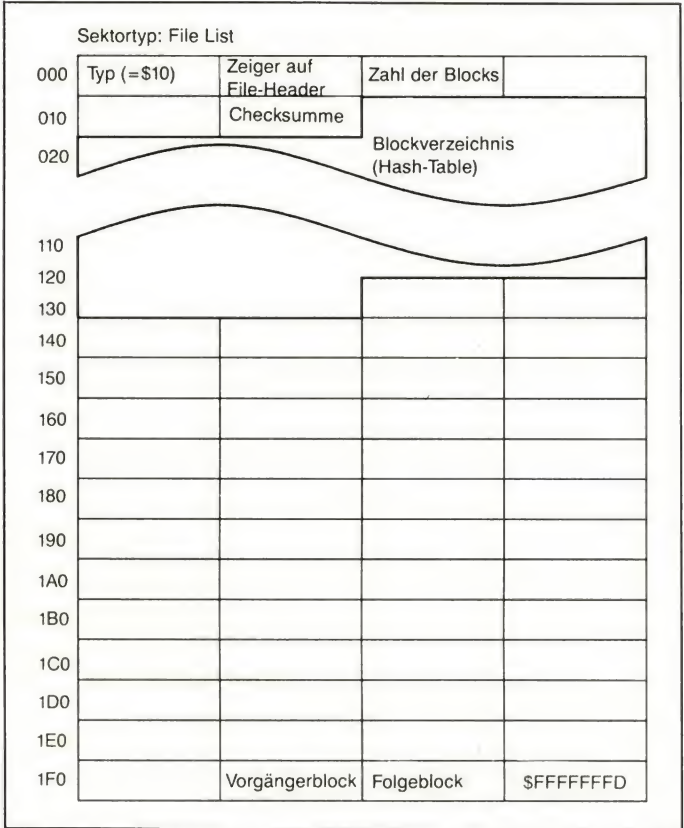 Sektortyp: File List
000 Typ (=$10) Zeiger auf File-Header Zahl der Blocks
010 Checksumme
020 Blockverzeichnis (Hash-Table)
110
120
130
140
150
160
170
180
190
1A0
1B0
1C0
1D0
1E0
1F0 Vorgängerblock Folgeblock $FFFFFFFD